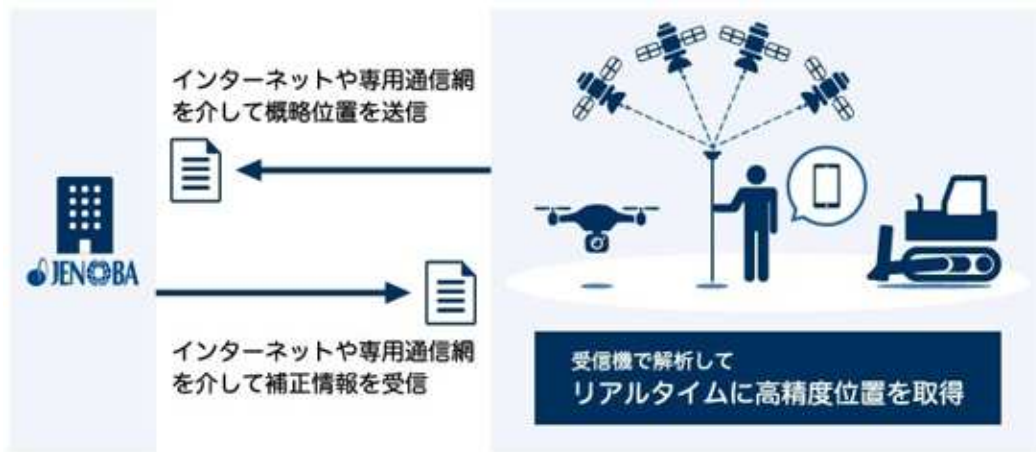 インターネットや専用通信網
を介して概略位置を送信
JENOBA
インターネットや専用通信網
を介して補正情報を受信
受信機で解析して
リアルタイムに高精度位置を取得